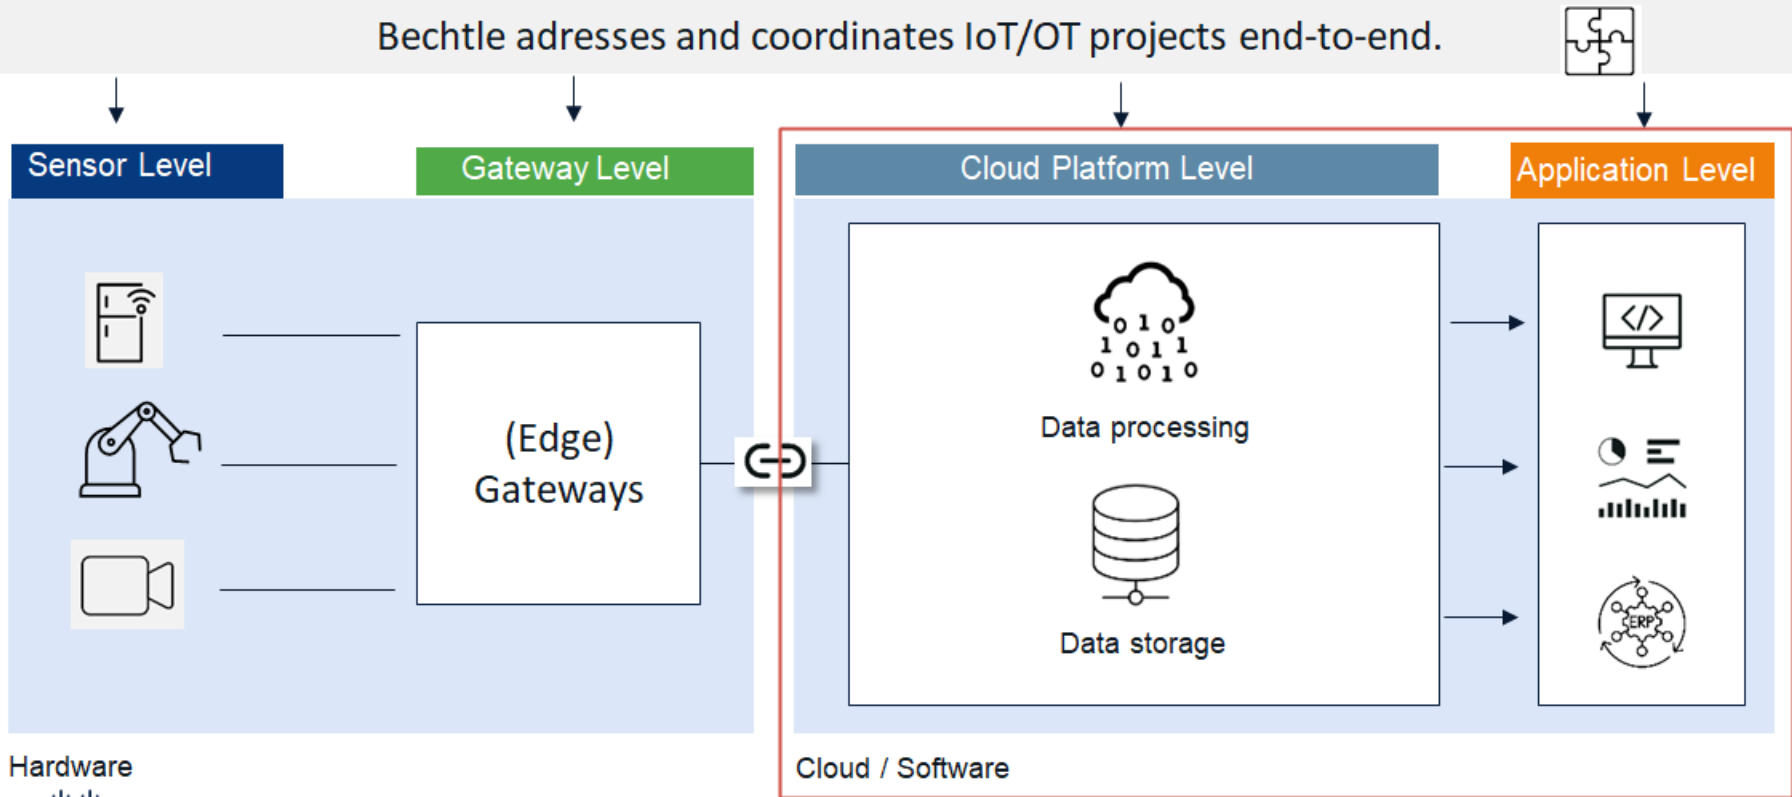 Bechtle adresses and coordinates IoT/OT projects end-to-end.
Sensor Level
Gateway Level
Cloud Platform Level
Application Level
(Edge)
Gateways
0 1 0
1 0 1 1
0 1 0 1 0
Data processing
Data storage
</>
ERP
Hardware
Cloud / Software